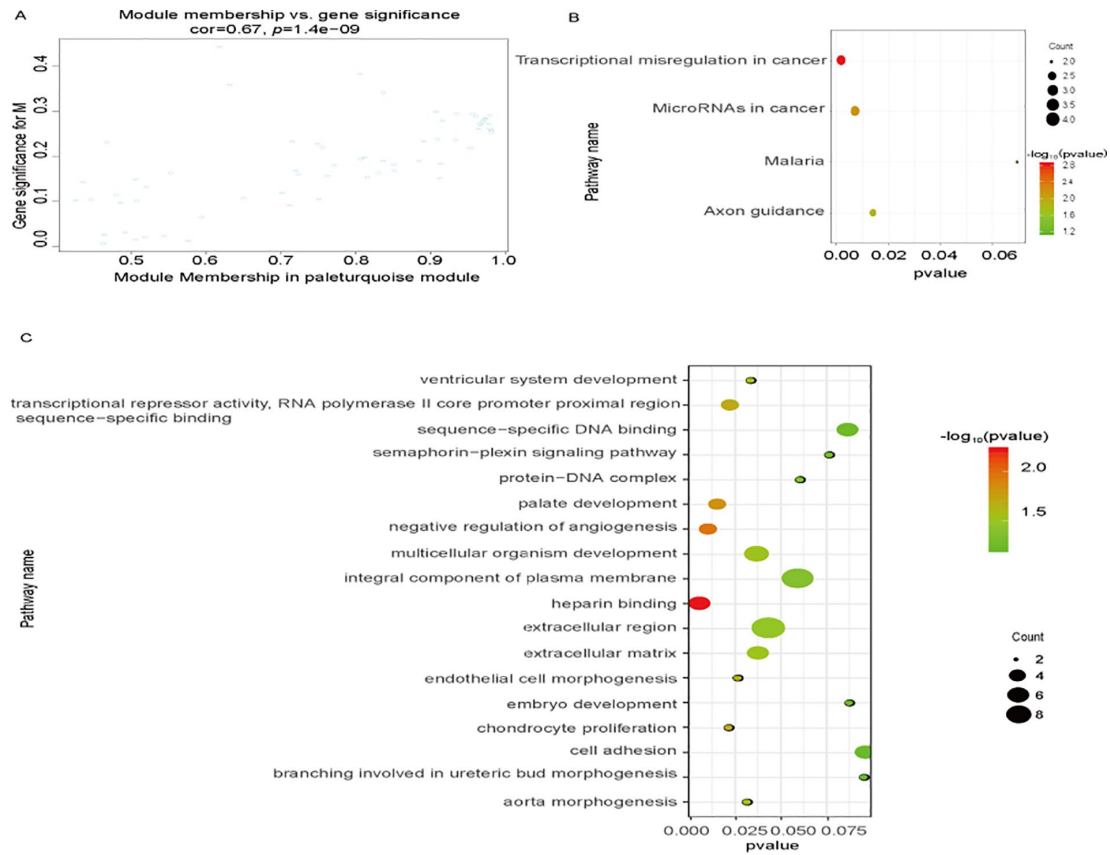 A
Module membership vs. gene significance
cor=0.67, p=1.4e−09
Gene significance for M
0.4
0.3
0.2
0.1
0.0
0.5 0.6 0.7 0.8 0.9 1.0
Module Membership in paleturquoise module
B
Pathway name
Transcriptional misregulation in cancer
MicroRNAs in cancer
Malaria
Axon guidance
0.00 0.02 0.04 0.06
pvalue
Count
2.0
2.5
3.0
3.5
4.0
-log₁₀(pvalue)
2.8
2.4
2.0
1.6
1.2
C
Pathway name
ventricular system development
transcriptional repressor activity, RNA polymerase II core promoter proximal region
sequence−specific binding
sequence−specific DNA binding
semaphorin−plexin signaling pathway
protein−DNA complex
palate development
negative regulation of angiogenesis
multicellular organism development
integral component of plasma membrane
heparin binding
extracellular region
extracellular matrix
endothelial cell morphogenesis
embryo development
chondrocyte proliferation
cell adhesion
branching involved in ureteric bud morphogenesis
aorta morphogenesis
0.000 0.025 0.050 0.075
pvalue
-log₁₀(pvalue)
2.0
1.5
Count
2
4
6
8